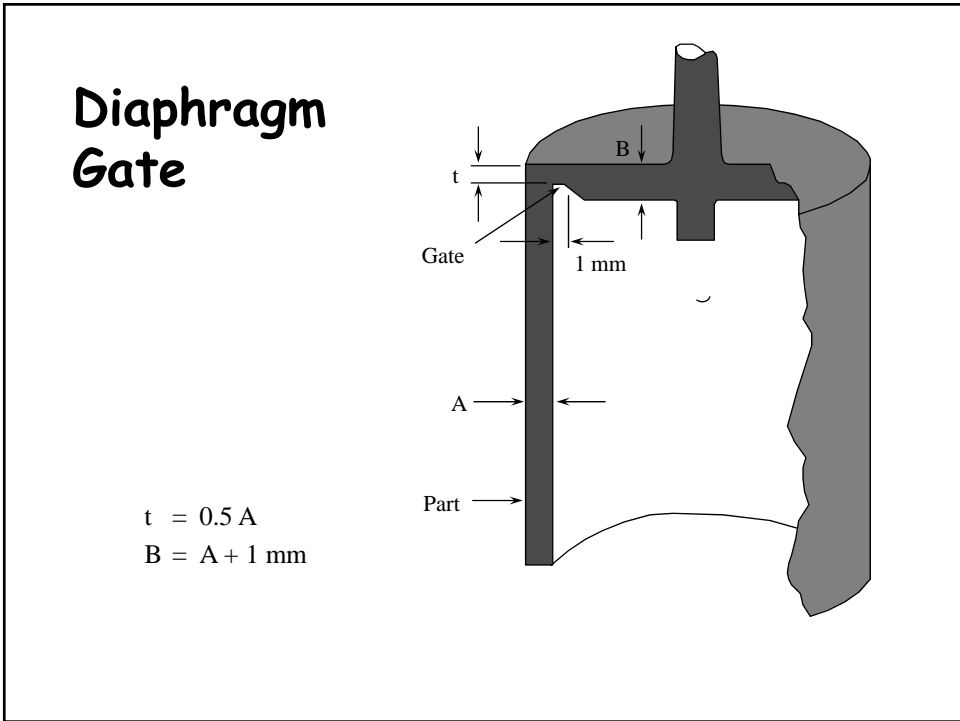 Diaphragm
Gate
B
t
Gate
1 mm
A
Part
t = 0.5 A
B = A + 1 mm